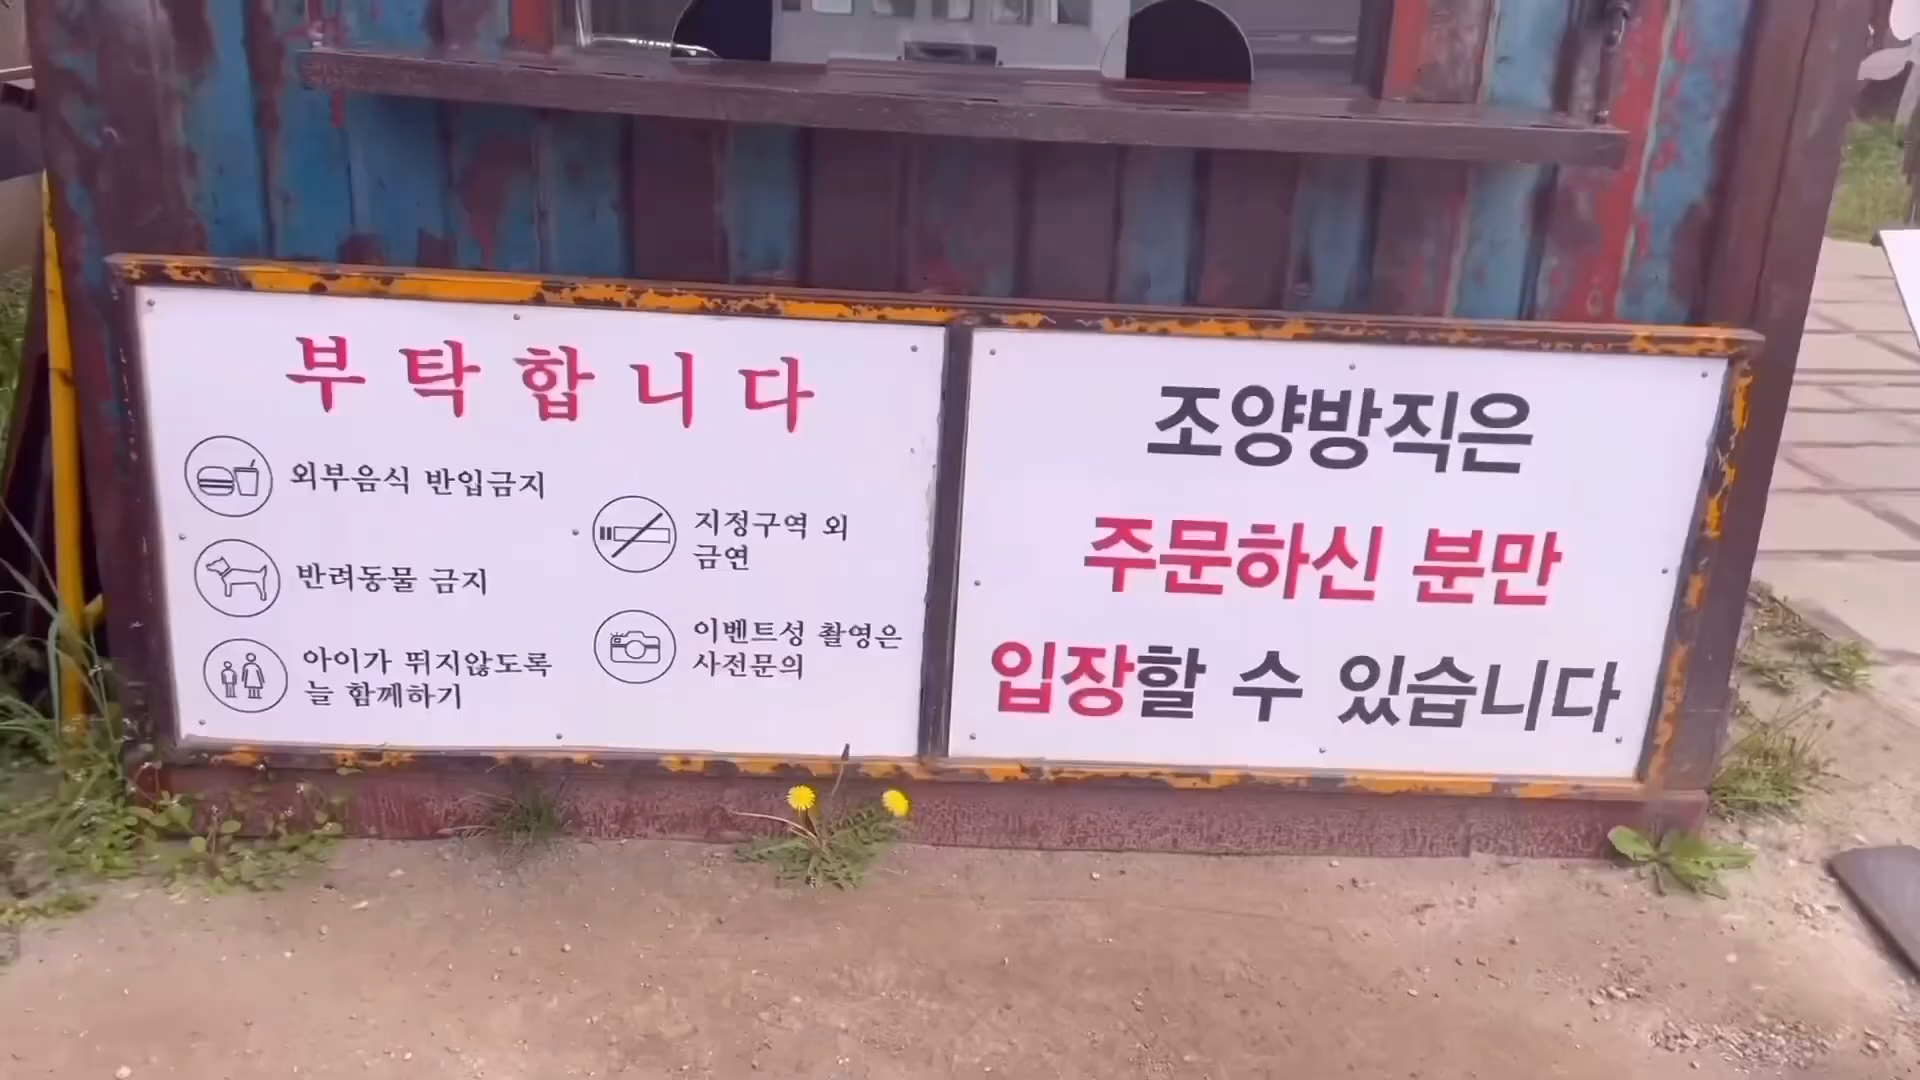 부탁합니다
외부음식 반입금지
반려동물 금지
아이가 뛰지않도록
늘 함께하기
지정구역 외
금연
이벤트성 촬영은
사전문의
조양방직은
주문하신 분만
입장할 수 있습니다